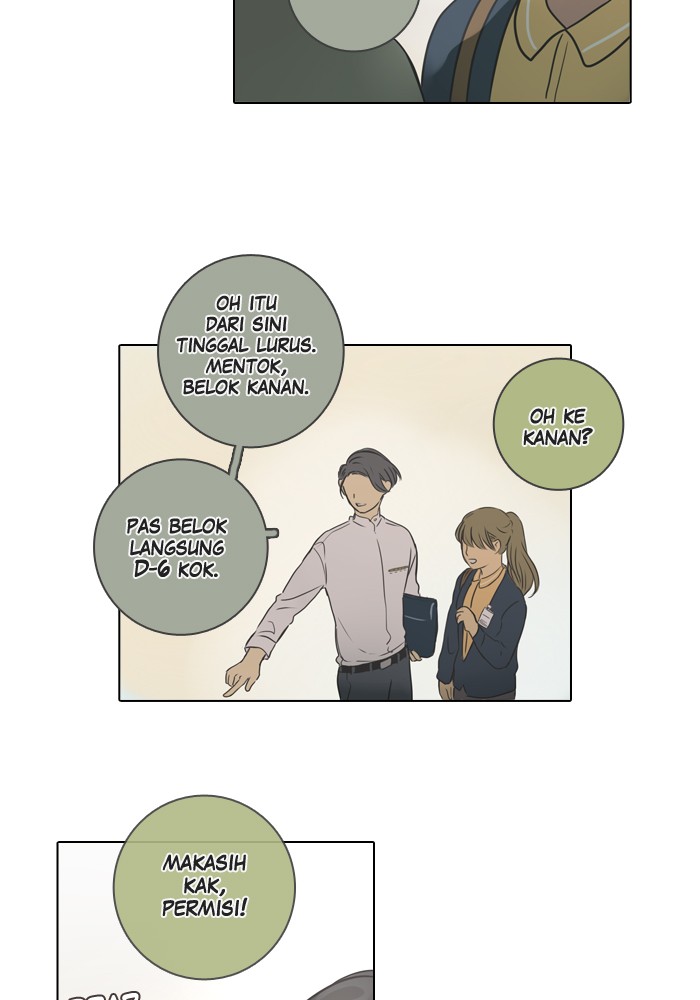 OH ITU
DARI SINI
TINGGAL LURUS.
MENTOK,
BELOK KANAN.
OH KE
KANAN?
PAS BELOK
LANGSUNG
D-6 KOK.
MAKASIH
KAK,
PERMISI!